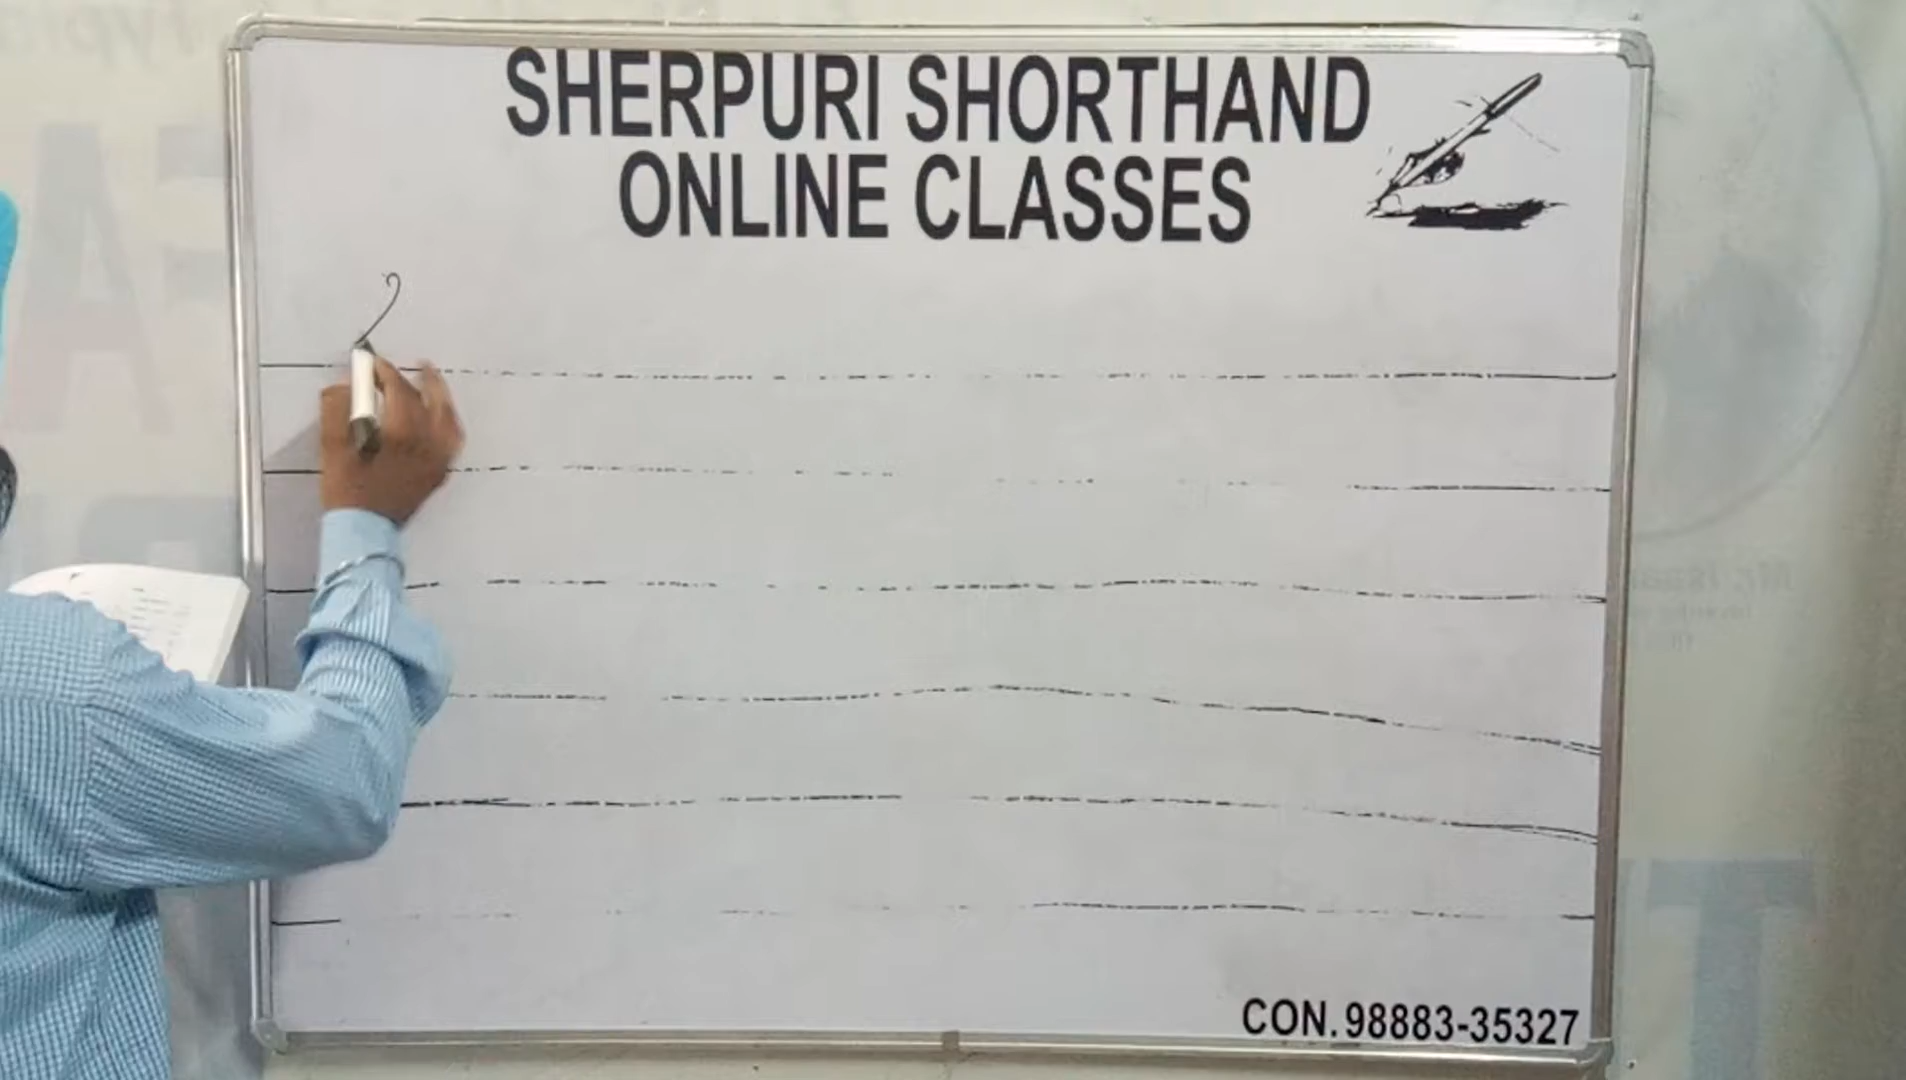 SHERPURI SHORTHAND
ONLINE CLASSES
CON. 98883-35327